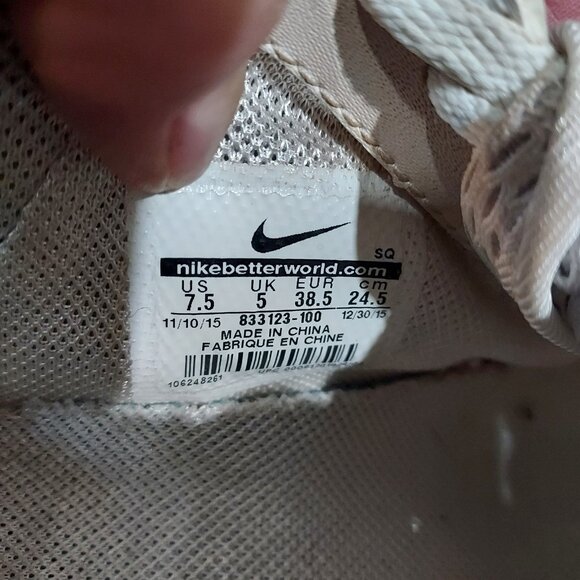 SQ
nikebetterworld.com
US UK EUR cm
7.5 5 38.5 24.5
11/10/15 833123-100 12/30/15
MADE IN CHINA
FABRIQUE EN CHINE
UPC
106248261